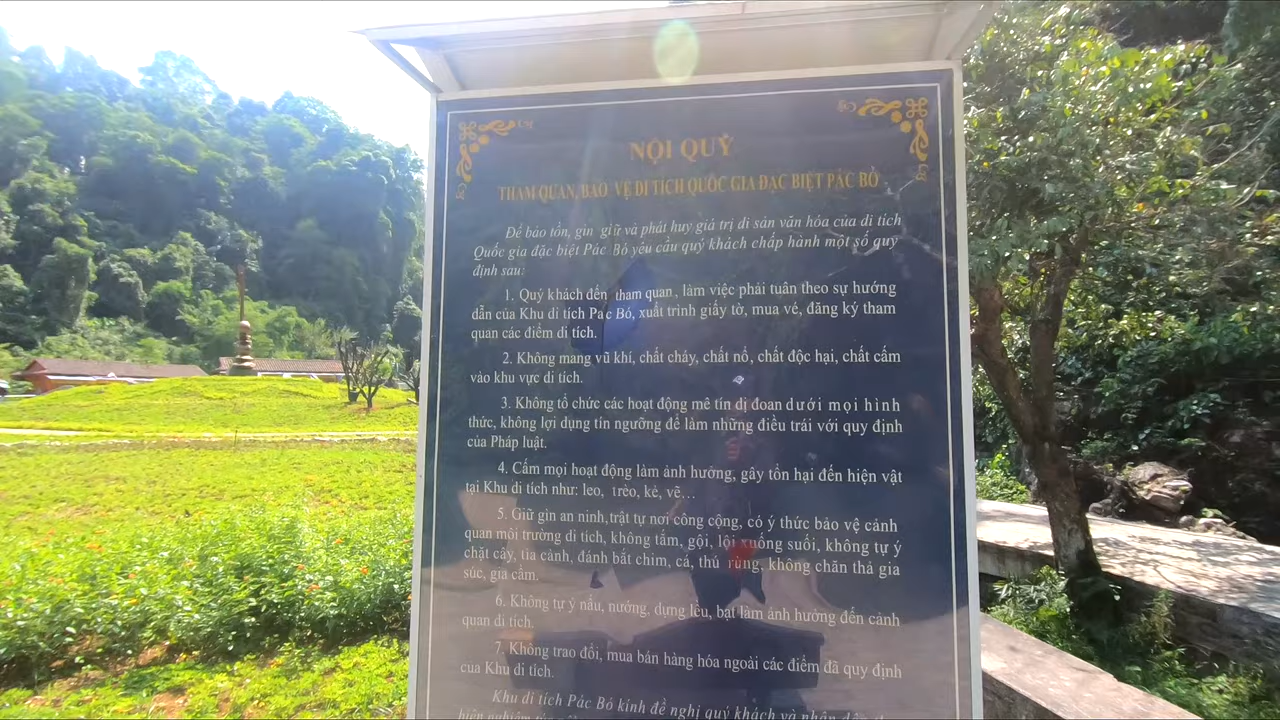 NỘI QUY
THAM QUAN, BẢO VỆ DI TÍCH QUỐC GIA ĐẶC BIỆT PÁC BÓ
Để bảo tồn, gìn giữ và phát huy giá trị di sản văn hóa của di tích
Quốc gia đặc biệt Pác Bó yêu cầu quý khách chấp hành một số quy
định sau:
1. Quý khách đến tham quan, làm việc phải tuân theo sự hướng
dẫn của Khu di tích Pác Bó, xuất trình giấy tờ, mua vé, đăng ký tham
quan các điểm di tích.
2. Không mang vũ khí, chất cháy, chất nổ, chất độc hại, chất cấm
vào khu vực di tích.
3. Không tổ chức các hoạt động mê tín dị đoan dưới mọi hình
thức, không lợi dụng tín ngưỡng để làm những điều trái với quy định
của Pháp luật.
4. Cấm mọi hoạt động làm ảnh hưởng, gây tổn hại đến hiện vật
tại Khu di tích như: leo, trèo, kẻ, vẽ...
5. Giữ gìn an ninh,trật tự nơi công cộng, có ý thức bảo vệ cảnh
quan môi trường di tích, không tắm, gội, lội xuống suối, không tự ý
chặt cây, tỉa cành, đánh bắt chim, cá, thú rừng, không chăn thả gia
súc, gia cầm.
6. Không tự ý nấu, nướng, dựng lều, bạt làm ảnh hưởng đến cảnh
quan di tích.
7. Không trao đổi, mua bán hàng hóa ngoài các điểm đã quy định
của Khu di tích.
Khu di tích Pác Bó kính đề nghị quý khách và nhân dân